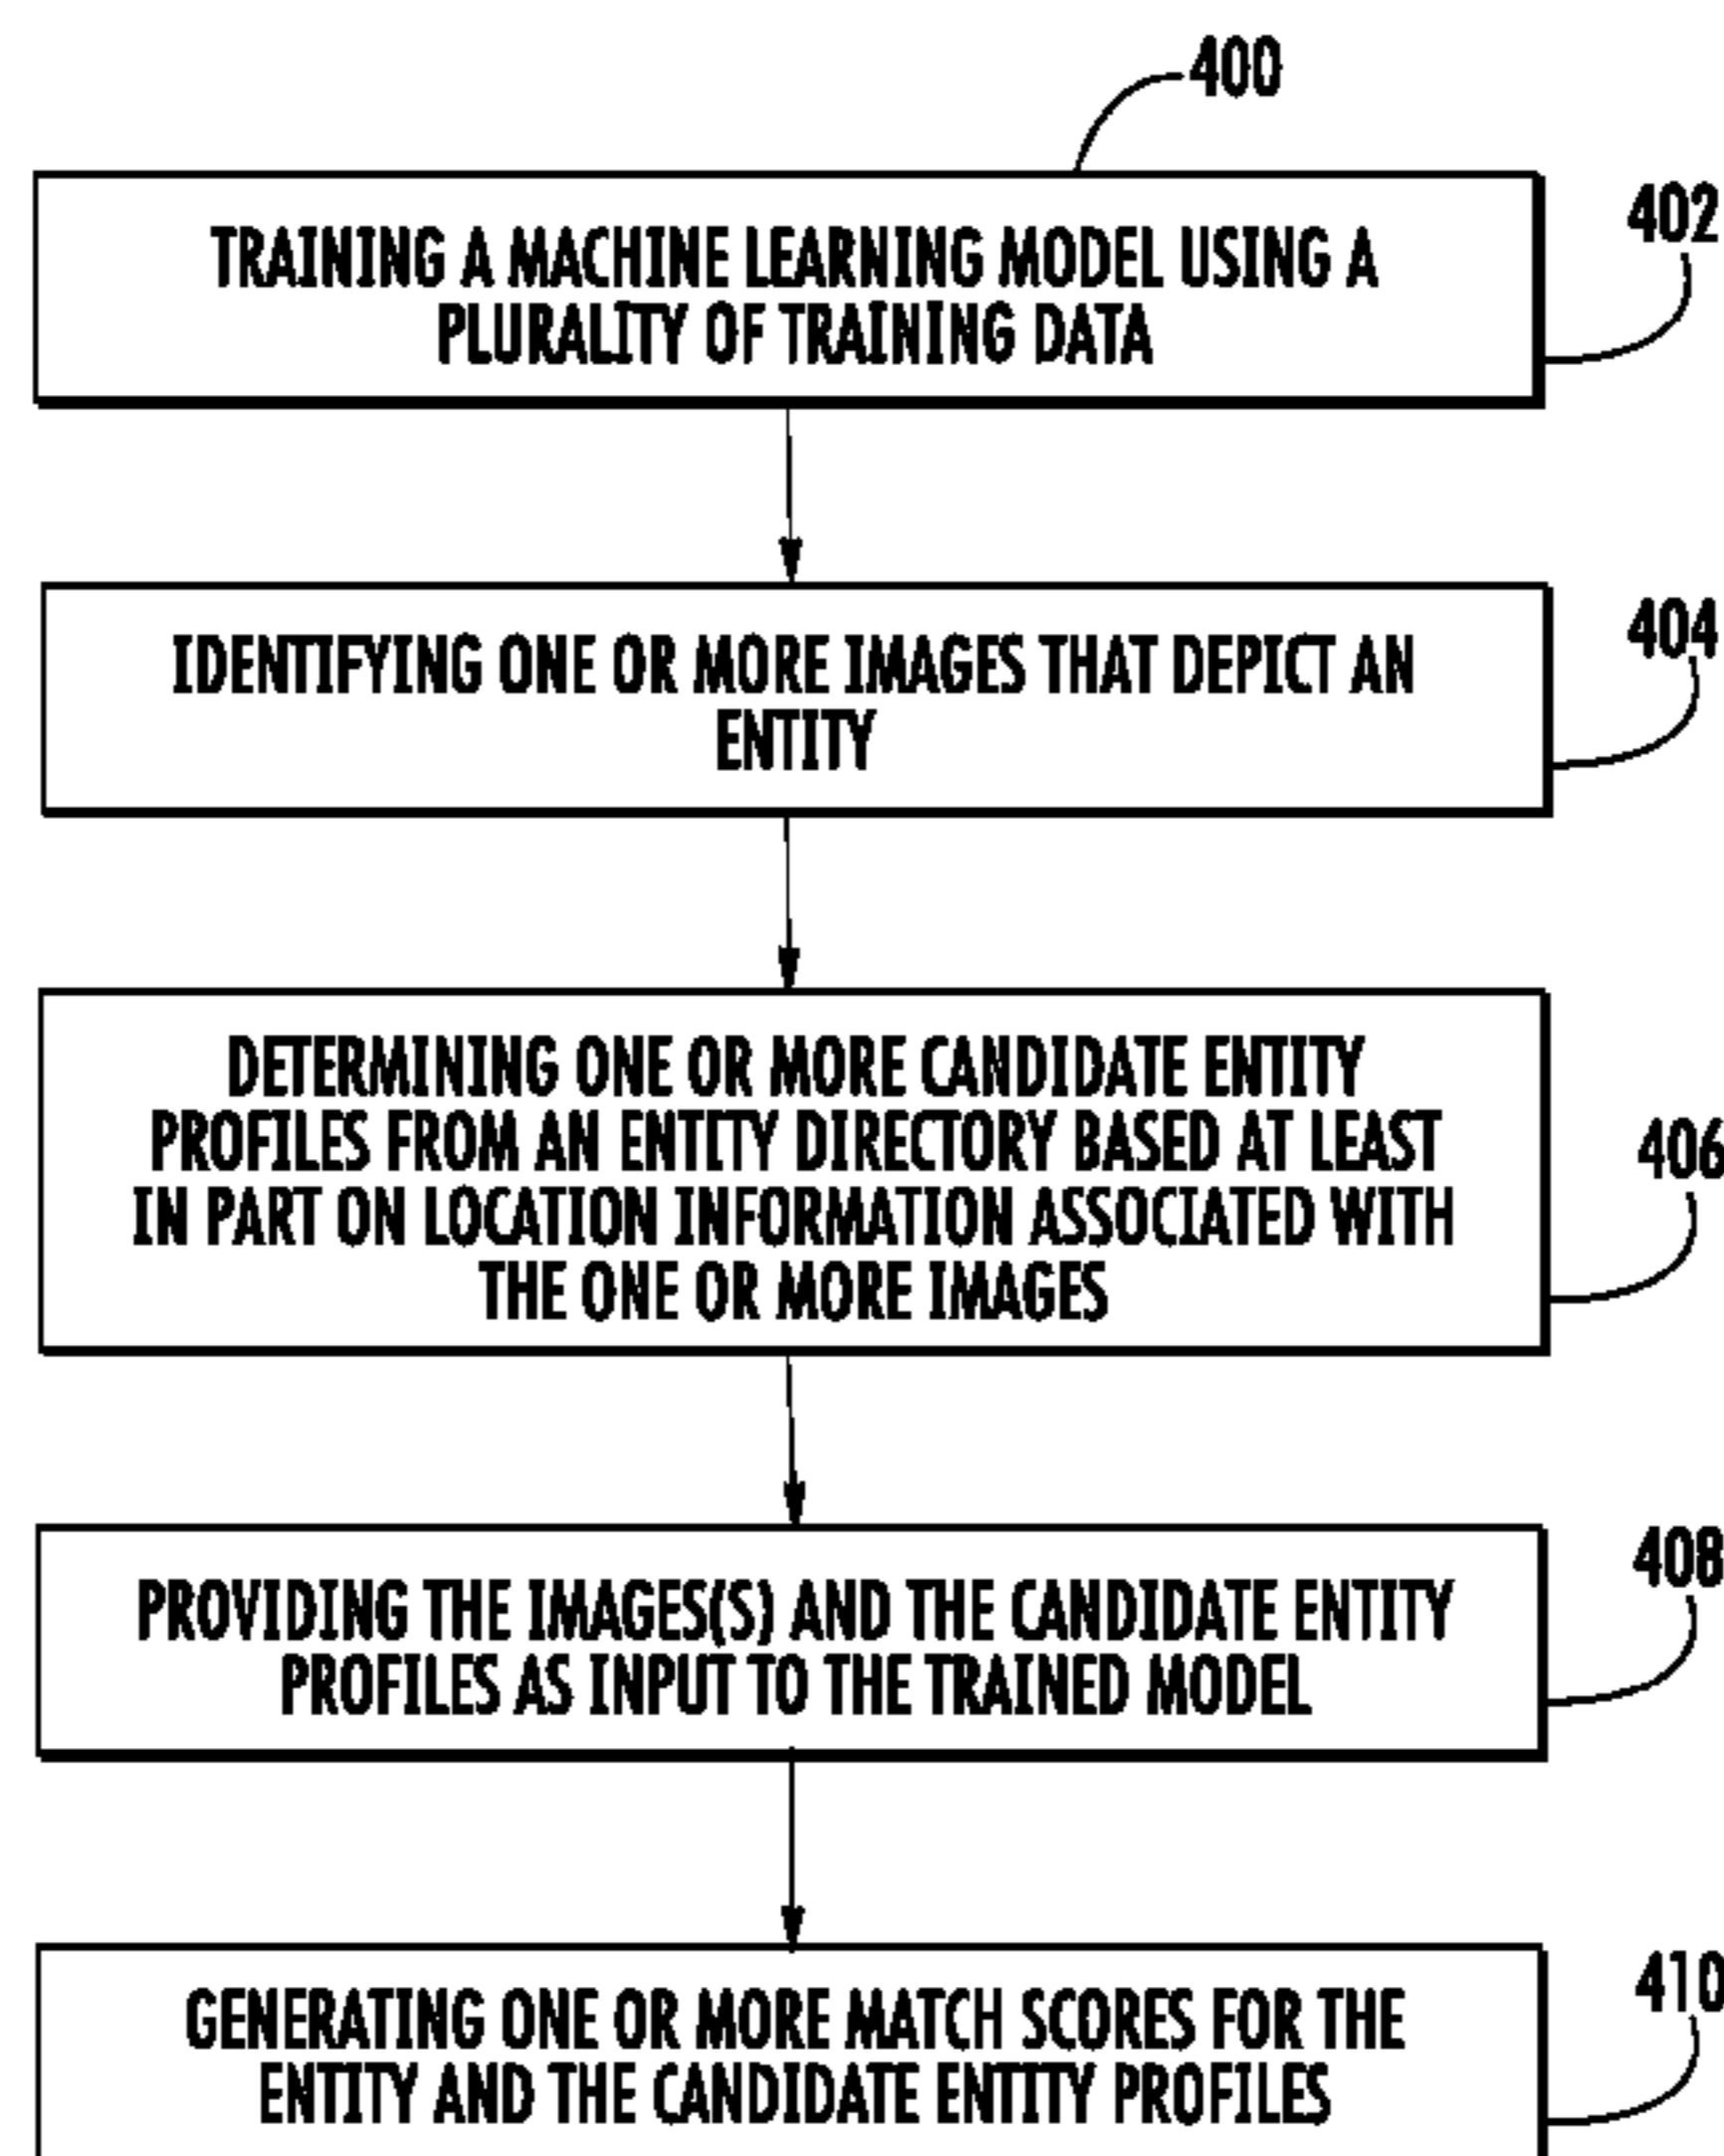 400
402
TRAINING A MACHINE LEARNING MODEL USING A
PLURALITY OF TRAINING DATA
404
IDENTIFYING ONE OR MORE IMAGES THAT DEPICT AN
ENTITY
DETERMINING ONE OR MORE CANDIDATE ENTITY
PROFILES FROM AN ENTITY DIRECTORY BASED AT LEAST
406
IN PART ON LOCATION INFORMATION ASSOCIATED WITH
THE ONE OR MORE IMAGES
408
PROVIDING THE IMAGES(S) AND THE CANDIDATE ENTITY
PROFILES AS INPUT TO THE TRAINED MODEL
410
GENERATING ONE OR MORE MATCH SCORES FOR THE
ENTITY AND THE CANDIDATE ENTITY PROFILES